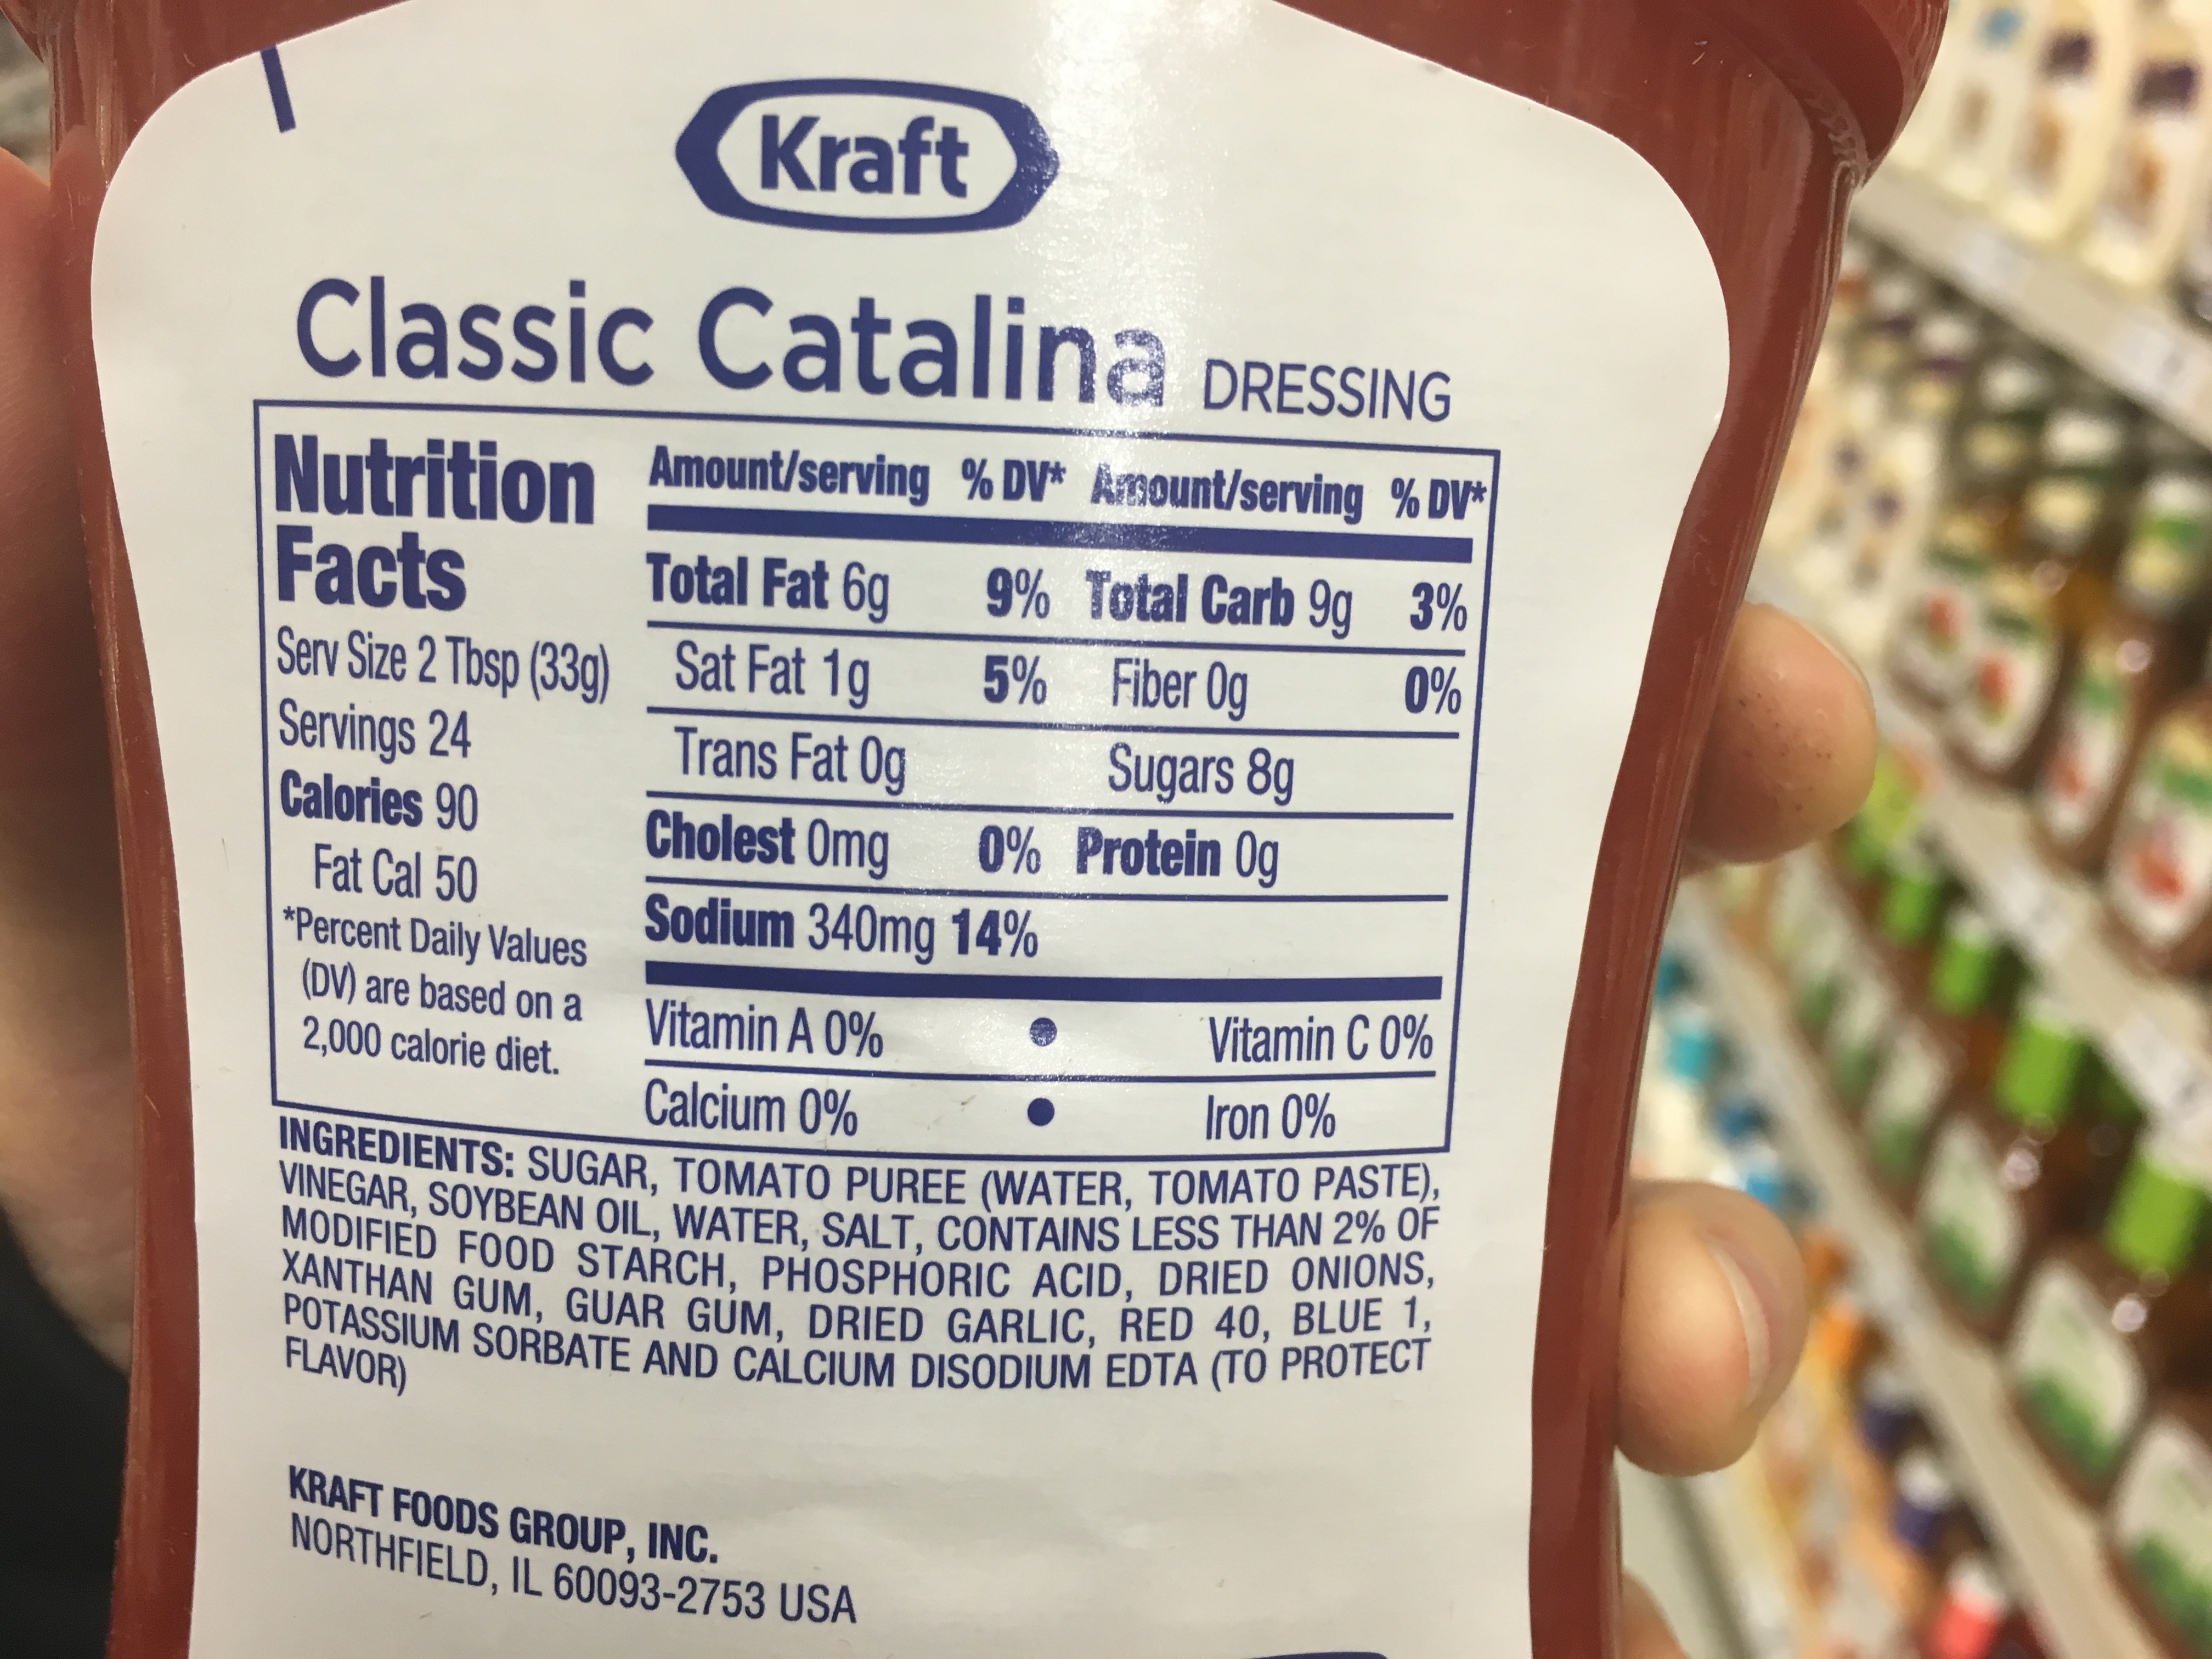 Kraft
Classic Catalina DRESSING
Nutrition
Facts
Serv Size 2 Tbsp (33g)
Servings 24
Calories 90
Fat Cal 50
*Percent Daily Values
(DV) are based on a
2,000 calorie diet.
Amount/serving % DV* Amount/serving % DV*
Total Fat 6g 9% Total Carb 9g 3%
Sat Fat 1g 5% Fiber 0g 0%
Trans Fat 0g Sugars 8g
Cholest 0mg 0% Protein 0g
Sodium 340mg 14%
Vitamin A 0% • Vitamin C 0%
Calcium 0% • Iron 0%
INGREDIENTS: SUGAR, TOMATO PUREE (WATER, TOMATO PASTE),
VINEGAR, SOYBEAN OIL, WATER, SALT, CONTAINS LESS THAN 2% OF
MODIFIED FOOD STARCH, PHOSPHORIC ACID, DRIED ONIONS,
XANTHAN GUM, GUAR GUM, DRIED GARLIC, RED 40, BLUE 1,
POTASSIUM SORBATE AND CALCIUM DISODIUM EDTA (TO PROTECT
FLAVOR)
KRAFT FOODS GROUP, INC.
NORTHFIELD, IL 60093-2753 USA